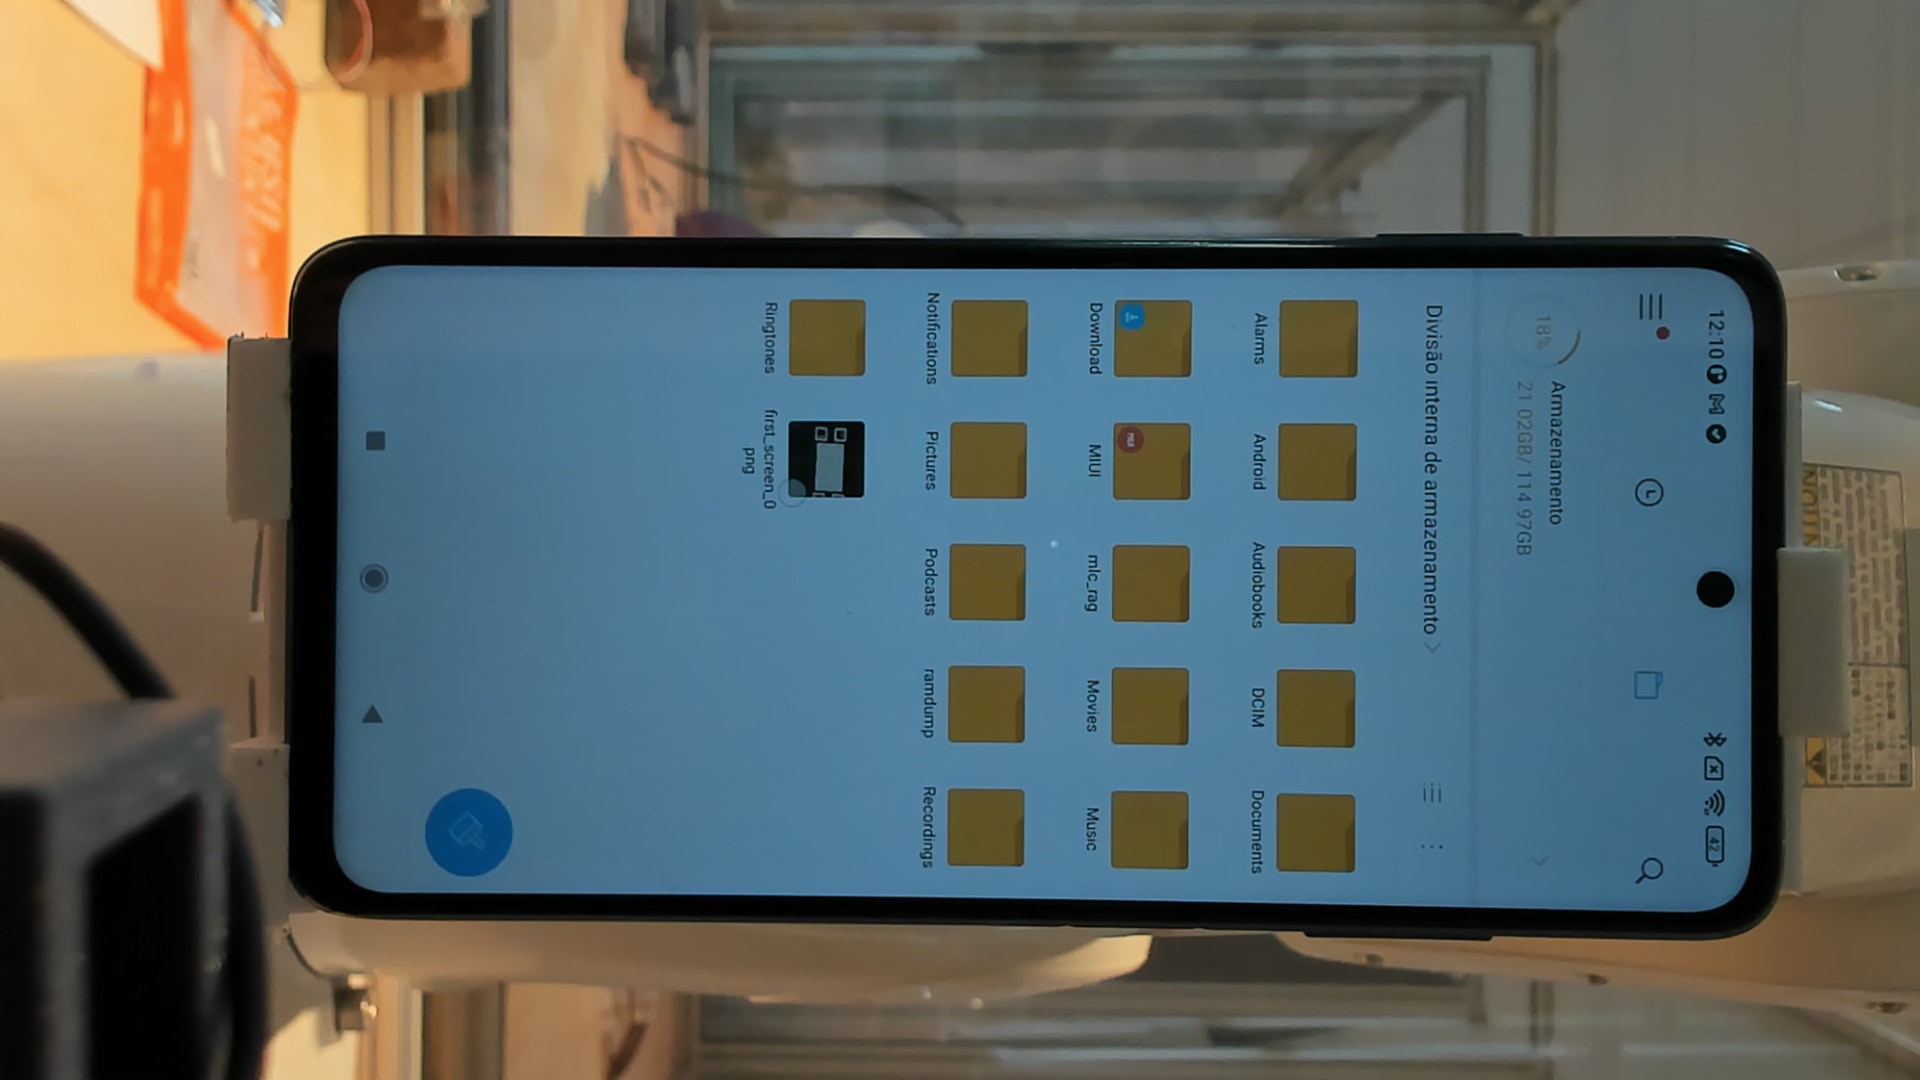 12:10
42
18%
Armazenamento
21 02GB/114 97GB
Divisão interna de armazenamento
Alarms
Android
Audiobooks
DCIM
Documents
Download
MIUI
mlc_rag
Movies
Music
Notifications
Pictures
Podcasts
ramdump
Recordings
Ringtones
first_screen_0
.png